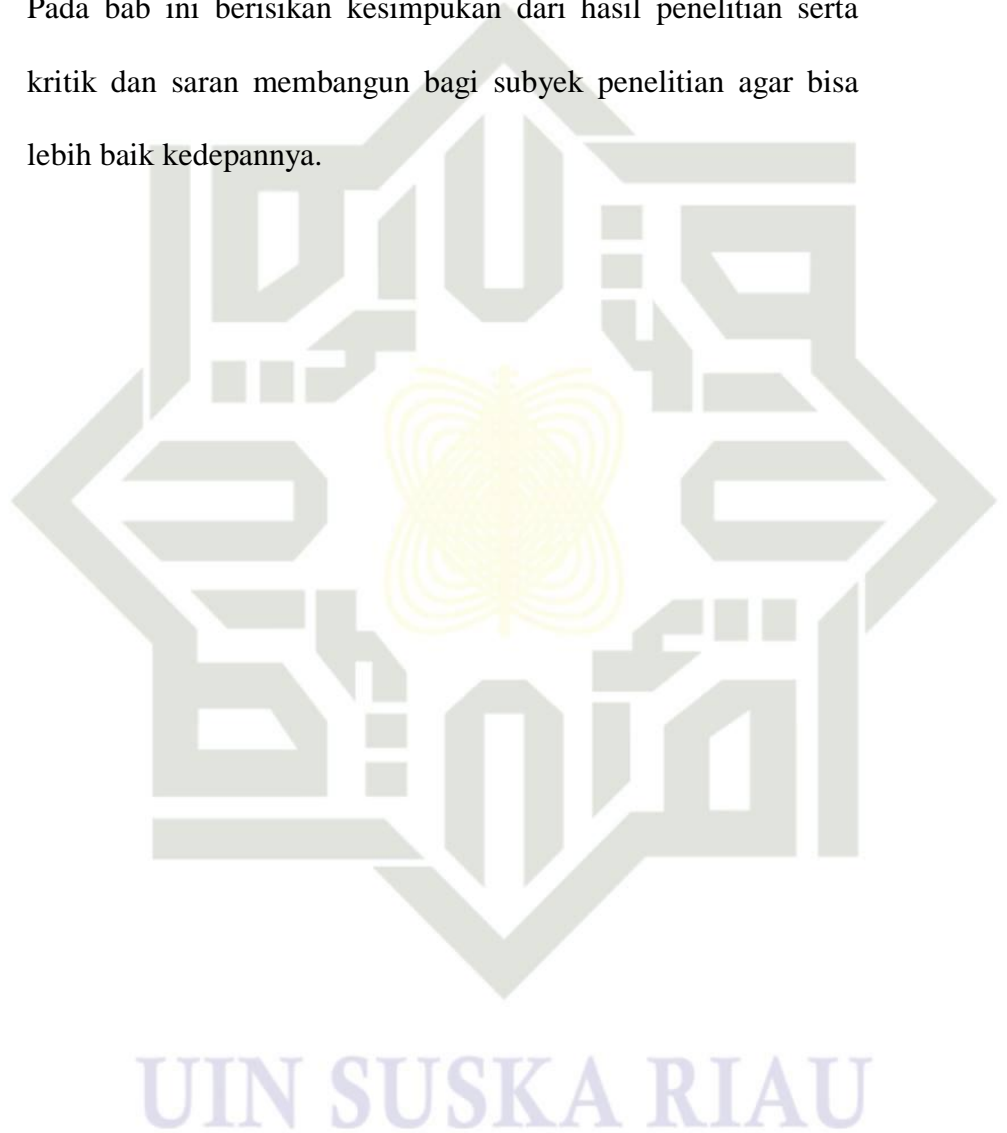 Pada bab ini berisikan kesimpukan dari hasil penelitian serta
kritik dan saran membangun bagi subyek penelitian agar bisa
lebih baik kedepannya.
UIN SUSKA RIAU